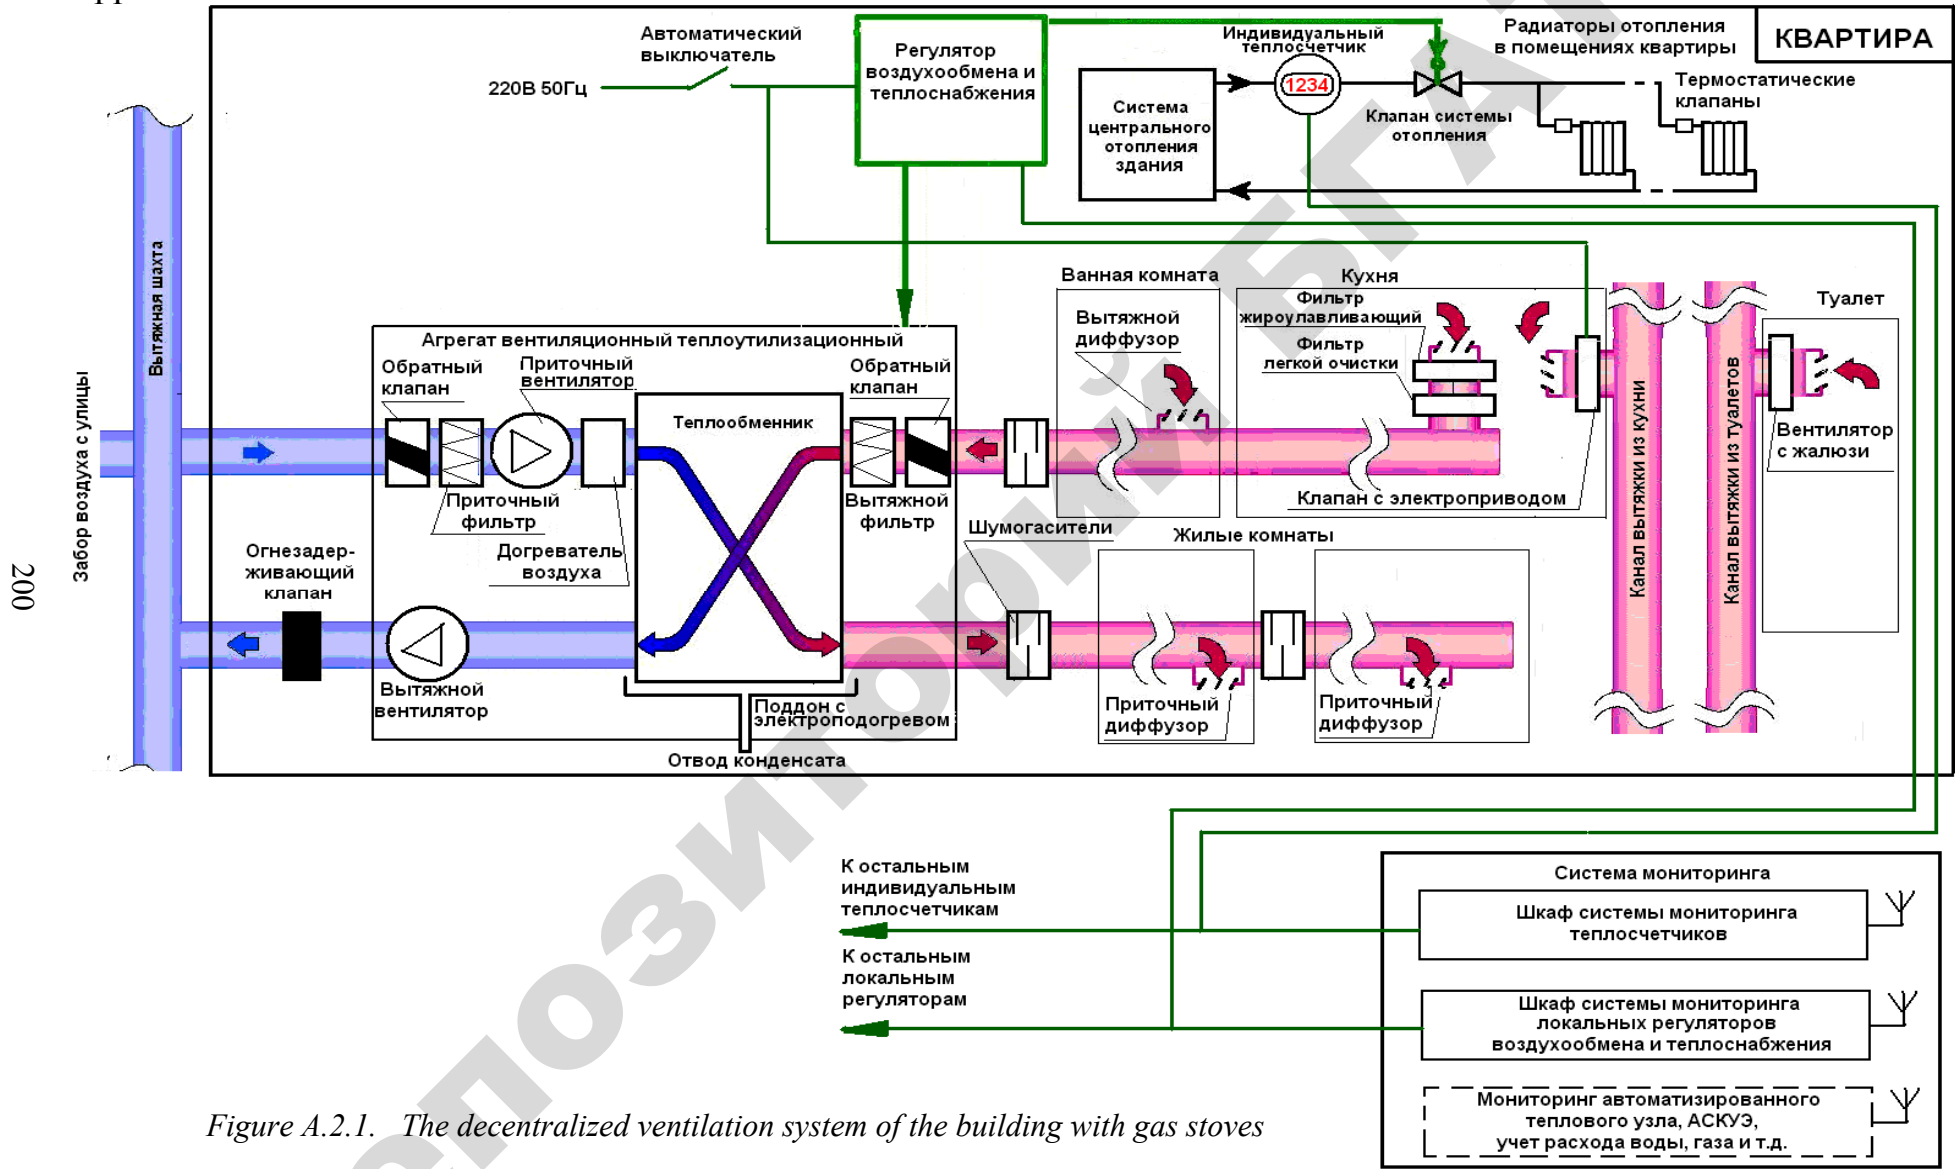 КВАРТИРА
Автоматический
выключатель
220В 50Гц
Регулятор
воздухообмена и
теплоснабжения
Индивидуальный
теплосчетчик
1234
Радиаторы отопления
в помещениях квартиры
Термостатические
клапаны
Клапан системы
отопления
Система
центрального
отопления
здания
Забор воздуха с улицы
Вытяжная шахта
Агрегат вентиляционный теплоутилизационный
Обратный
клапан
Приточный
вентилятор
Теплообменник
Обратный
клапан
Приточный
фильтр
Догреватель
воздуха
Вытяжной
фильтр
Огнезадер-
живающий
клапан
Вытяжной
вентилятор
Поддон с
электроподогревом
Отвод конденсата
Шумогасители
Ванная комната
Вытяжной
диффузор
Кухня
Фильтр
жироулавливающий
Фильтр
легкой очистки
Клапан с электроприводом
Жилые комнаты
Приточный
диффузор
Приточный
диффузор
Канал вытяжки из кухни
Канал вытяжки из туалетов
Туалет
Вентилятор
с жалюзи
К остальным
индивидуальным
теплосчетчикам
К остальным
локальным
регуляторам
Система мониторинга
Шкаф системы мониторинга
теплосчетчиков
Шкаф системы мониторинга
локальных регуляторов
воздухообмена и теплоснабжения
Мониторинг автоматизированного
теплового узла, АСКУЭ,
учет расхода воды, газа и т.д.
Figure A.2.1. The decentralized ventilation system of the building with gas stoves
200